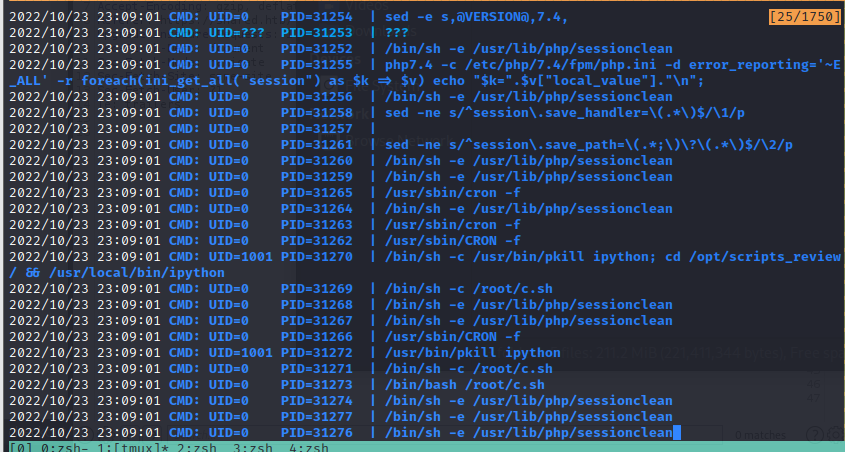 2022/10/23 23:09:01 CMD: UID=0    PID=31254  | sed -e s,@VERSION@,7.4, [25/1750]
2022/10/23 23:09:01 CMD: UID=???  PID=31253  | ???
2022/10/23 23:09:01 CMD: UID=0    PID=31252  | /bin/sh -e /usr/lib/php/sessionclean
2022/10/23 23:09:01 CMD: UID=0    PID=31255  | php7.4 -c /etc/php/7.4/fpm/php.ini -d error_reporting='~E
_ALL' -r foreach(ini_get_all("session") as $k => $v) echo "$k=".$v["local_value"]."\n";
2022/10/23 23:09:01 CMD: UID=0    PID=31256  | /bin/sh -e /usr/lib/php/sessionclean
2022/10/23 23:09:01 CMD: UID=0    PID=31258  | sed -ne s/^session\.save_handler=\(.*\)$/\1/p
2022/10/23 23:09:01 CMD: UID=0    PID=31257  |
2022/10/23 23:09:01 CMD: UID=0    PID=31261  | sed -ne s/^session\.save_path=\(.*;\)\?\(.*\)$/\2/p
2022/10/23 23:09:01 CMD: UID=0    PID=31260  | /bin/sh -e /usr/lib/php/sessionclean
2022/10/23 23:09:01 CMD: UID=0    PID=31259  | /bin/sh -e /usr/lib/php/sessionclean
2022/10/23 23:09:01 CMD: UID=0    PID=31265  | /usr/sbin/cron -f
2022/10/23 23:09:01 CMD: UID=0    PID=31264  | /bin/sh -e /usr/lib/php/sessionclean
2022/10/23 23:09:01 CMD: UID=0    PID=31263  | /usr/sbin/cron -f
2022/10/23 23:09:01 CMD: UID=0    PID=31262  | /usr/sbin/CRON -f
2022/10/23 23:09:01 CMD: UID=1001 PID=31270  | /bin/sh -c /usr/bin/pkill ipython; cd /opt/scripts_review
/ && /usr/local/bin/ipython
2022/10/23 23:09:01 CMD: UID=0    PID=31269  | /bin/sh -c /root/c.sh
2022/10/23 23:09:01 CMD: UID=0    PID=31268  | /bin/sh -e /usr/lib/php/sessionclean
2022/10/23 23:09:01 CMD: UID=0    PID=31267  | /bin/sh -e /usr/lib/php/sessionclean
2022/10/23 23:09:01 CMD: UID=0    PID=31266  | /usr/sbin/CRON -f
2022/10/23 23:09:01 CMD: UID=1001 PID=31272  | /usr/bin/pkill ipython
2022/10/23 23:09:01 CMD: UID=0    PID=31271  | /bin/sh -c /root/c.sh
2022/10/23 23:09:01 CMD: UID=0    PID=31273  | /bin/bash /root/c.sh
2022/10/23 23:09:01 CMD: UID=0    PID=31274  | /bin/sh -e /usr/lib/php/sessionclean
2022/10/23 23:09:01 CMD: UID=0    PID=31277  | /bin/sh -e /usr/lib/php/sessionclean
2022/10/23 23:09:01 CMD: UID=0    PID=31276  | /bin/sh -e /usr/lib/php/sessionclean
[0] 0:zsh- 1:[tmux]* 2:zsh  3:zsh  4:zsh
0 matches